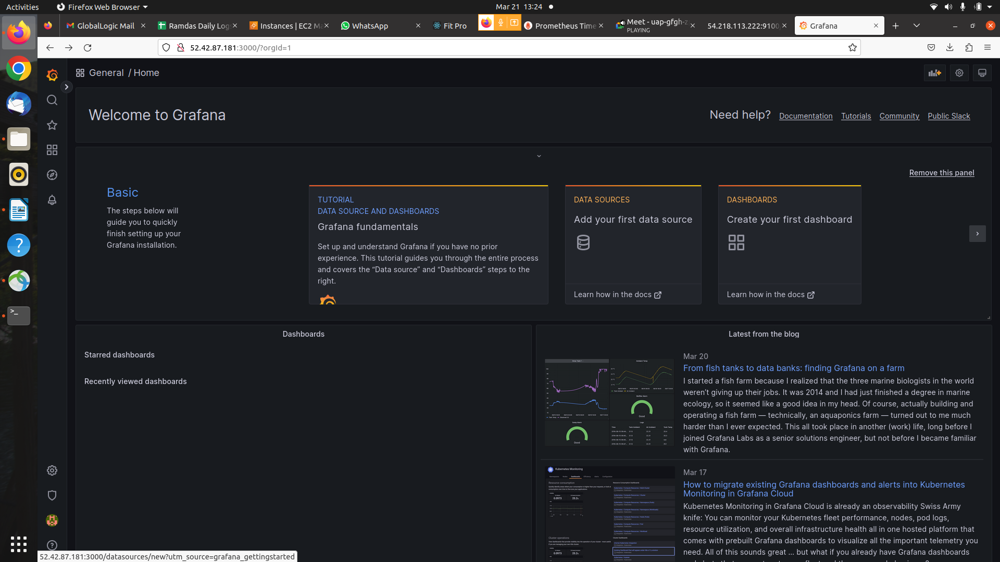 Activities
Firefox Web Browser
Mar 21 13:24
GlobalLogic Mail
Ramdas Daily Log
Instances | EC2 Ma
WhatsApp
Fit Pro
Prometheus Time
Meet - uap-gfgh-z
PLAYING
54.218.113.222:9100
Grafana
52.42.87.181:3000/?orgId=1
General / Home
Welcome to Grafana
Need help?
Documentation
Tutorials
Community
Public Slack
Remove this panel
Basic
The steps below will
guide you to quickly
finish setting up your
Grafana installation.
TUTORIAL
DATA SOURCE AND DASHBOARDS
Grafana fundamentals
Set up and understand Grafana if you have no prior
experience. This tutorial guides you through the entire process
and covers the “Data source” and “Dashboards” steps to the
right.
DATA SOURCES
Add your first data source
Learn how in the docs
DASHBOARDS
Create your first dashboard
Learn how in the docs
Dashboards
Starred dashboards
Recently viewed dashboards
Latest from the blog
Mar 20
From fish tanks to data banks: finding Grafana on a farm
I started a fish farm because I realized that the three marine biologists in the world
weren’t giving up their jobs. It was 2014 and I had just finished a degree in marine
ecology, so it seemed like a good idea in my head. Of course, actually building and
operating a fish farm — technically, an aquaponics farm — turned out to me much
harder than I ever expected. This all took place in another (work) life, long before I
joined Grafana Labs as a senior solutions engineer, but not before I became familiar
with Grafana.
Good
Good
Kubernetes Monitoring
Resource consumption
0.0973
25.2%
Cluster operations
Mar 17
How to migrate existing Grafana dashboards and alerts into Kubernetes
Monitoring in Grafana Cloud
Kubernetes Monitoring in Grafana Cloud is already an observability Swiss Army
knife: You can monitor your Kubernetes fleet performance, nodes, pod logs,
resource utilization, and overall infrastructure health all in one hosted platform that
comes with prebuilt Grafana dashboards to visualize all the important telemetry you
need. All of this sounds great ... but what if you already have Grafana dashboards
52.42.87.181:3000/datasources/new?utm_source=grafana_gettingstarted